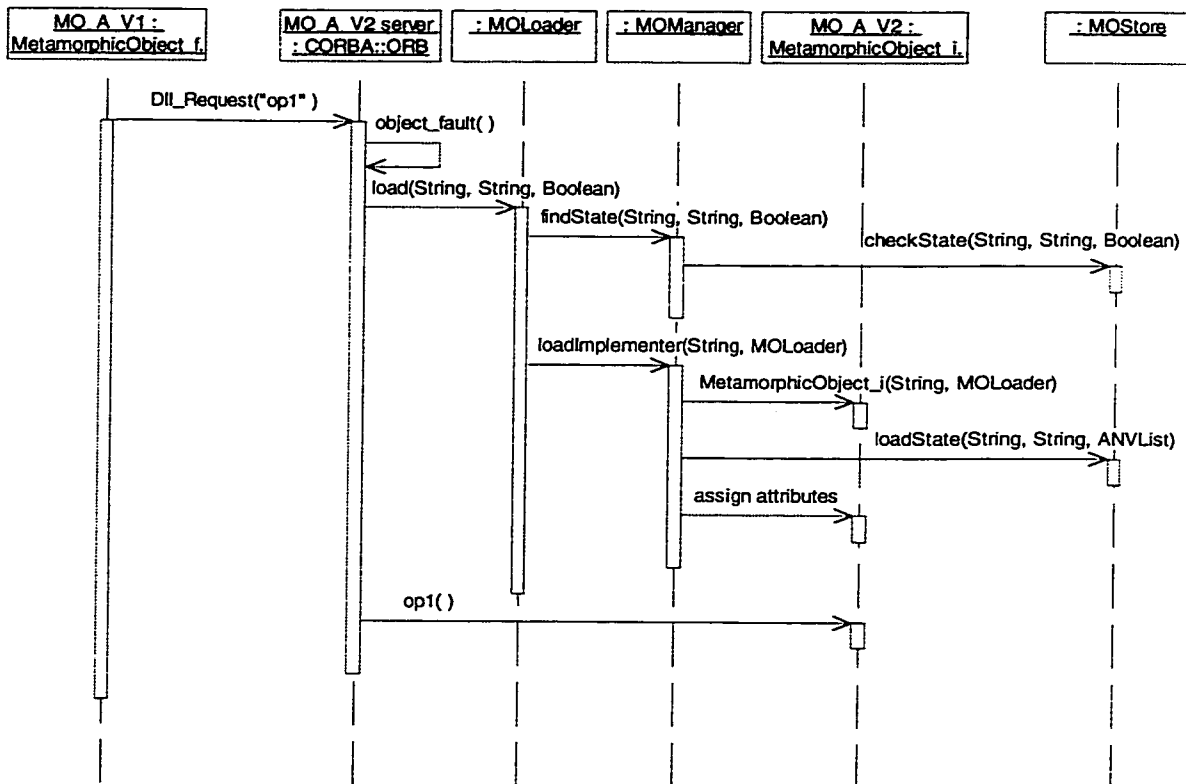 MO_A_V1 :
MetamorphicObject_f.
MO_A_V2 server
: CORBA::ORB
: MOLoader
: MOManager
MO_A_V2 :
MetamorphicObject_i.
: MOStore
DII_Request("op1" )
object_fault( )
load(String, String, Boolean)
findState(String, String, Boolean)
checkState(String, String, Boolean)
loadImplementer(String, MOLoader)
MetamorphicObject_i(String, MOLoader)
loadState(String, String, ANVList)
assign attributes
op1( )